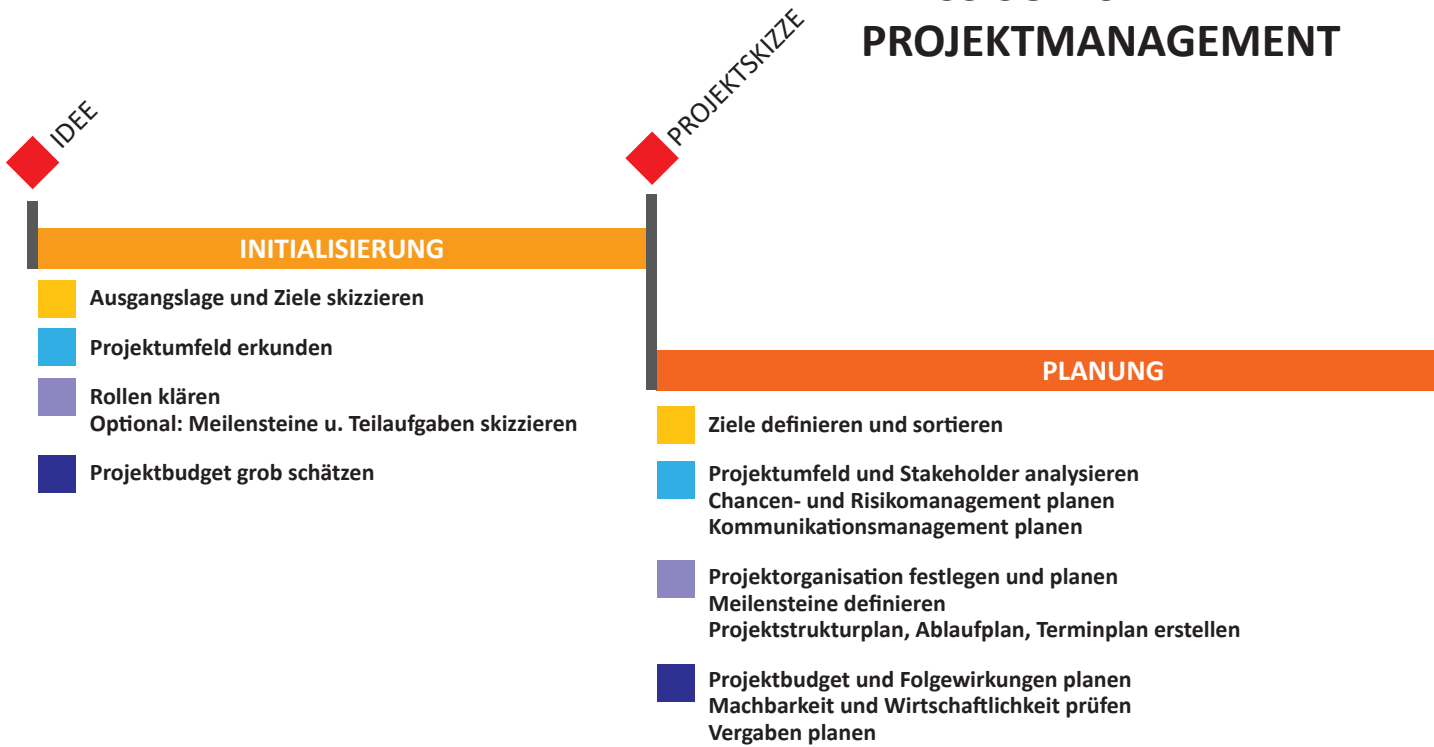 PROJEKTMANAGEMENT
IDEE
PROJEKTSKIZZE
INITIALISIERUNG
Ausgangslage und Ziele skizzieren
Projektumfeld erkunden
Rollen klären
Optional: Meilensteine u. Teilaufgaben skizzieren
Projektbudget grob schätzen
PLANUNG
Ziele definieren und sortieren
Projektumfeld und Stakeholder analysieren
Chancen- und Risikomanagement planen
Kommunikationsmanagement planen
Projektorganisation festlegen und planen
Meilensteine definieren
Projektstrukturplan, Ablaufplan, Terminplan erstellen
Projektbudget und Folgewirkungen planen
Machbarkeit und Wirtschaftlichkeit prüfen
Vergaben planen